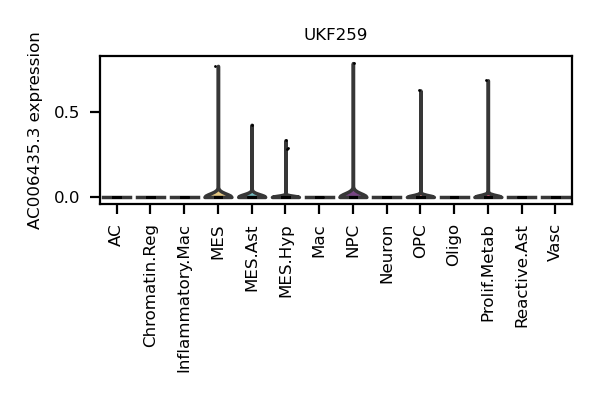 UKF259
AC006435.3 expression
0.5
0.0
AC
Chromatin.Reg
Inflammatory.Mac
MES
MES.Ast
MES.Hyp
Mac
NPC
Neuron
OPC
Oligo
Prolif.Metab
Reactive.Ast
Vasc